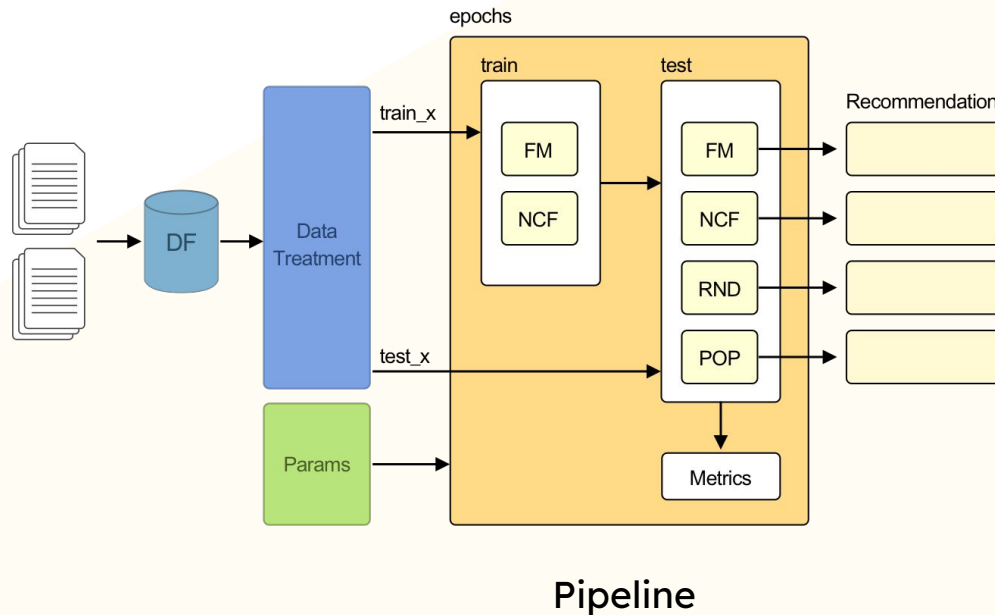 epochs
train
test
Recommendation
train_x
FM
FM
NCF
NCF
DF
Data
Treatment
RND
test_x
POP
Params
Metrics
Pipeline